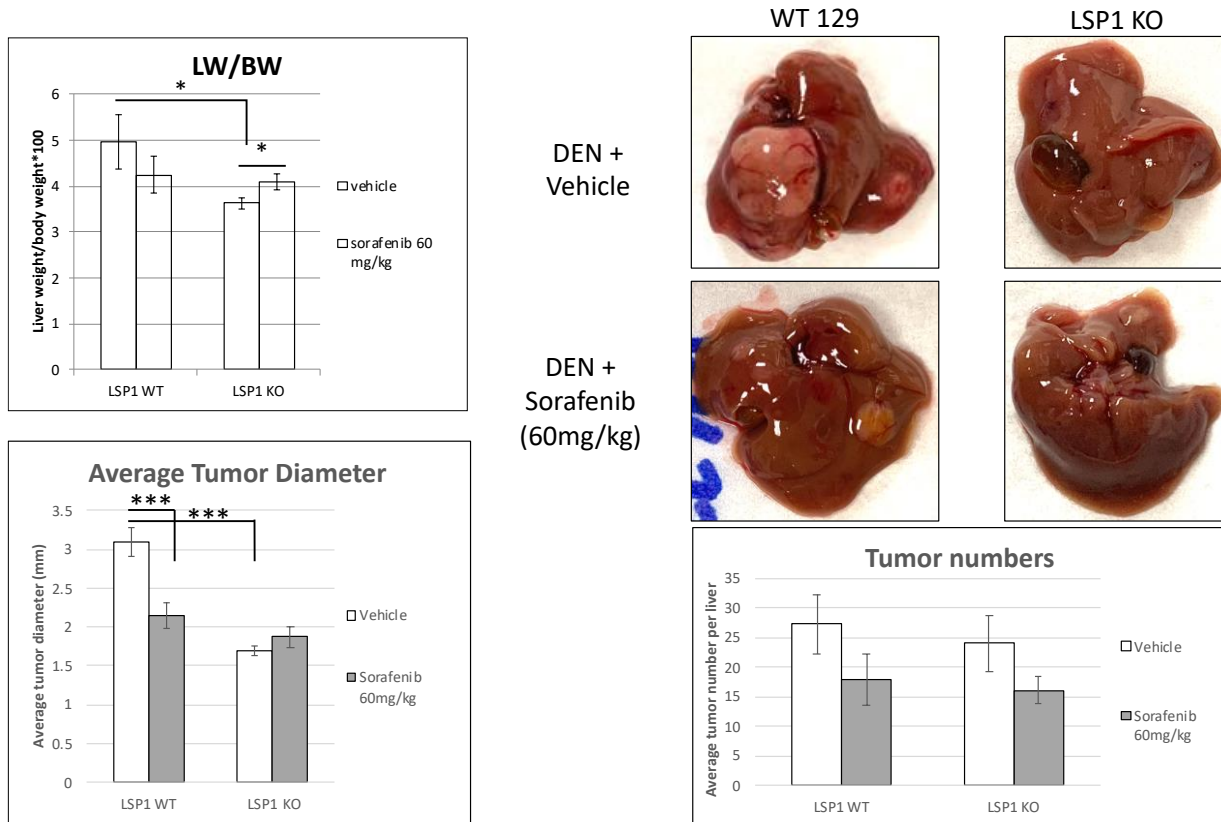 WT 129
LSP1 KO
LW/BW
*
*
6
5
4
3
2
1
0
Liver weight/body weight*100
LSP1 WT
LSP1 KO
vehicle
sorafenib 60
mg/kg
DEN +
Vehicle
DEN +
Sorafenib
(60mg/kg)
Average Tumor Diameter
***
***
3.5
3
2.5
2
1.5
1
0.5
0
Average tumor diameter (mm)
LSP1 WT
LSP1 KO
Vehicle
Sorafenib
60mg/kg
Tumor numbers
35
30
25
20
15
10
5
0
Average tumor number per liver
LSP1 WT
LSP1 KO
Vehicle
Sorafenib
60mg/kg